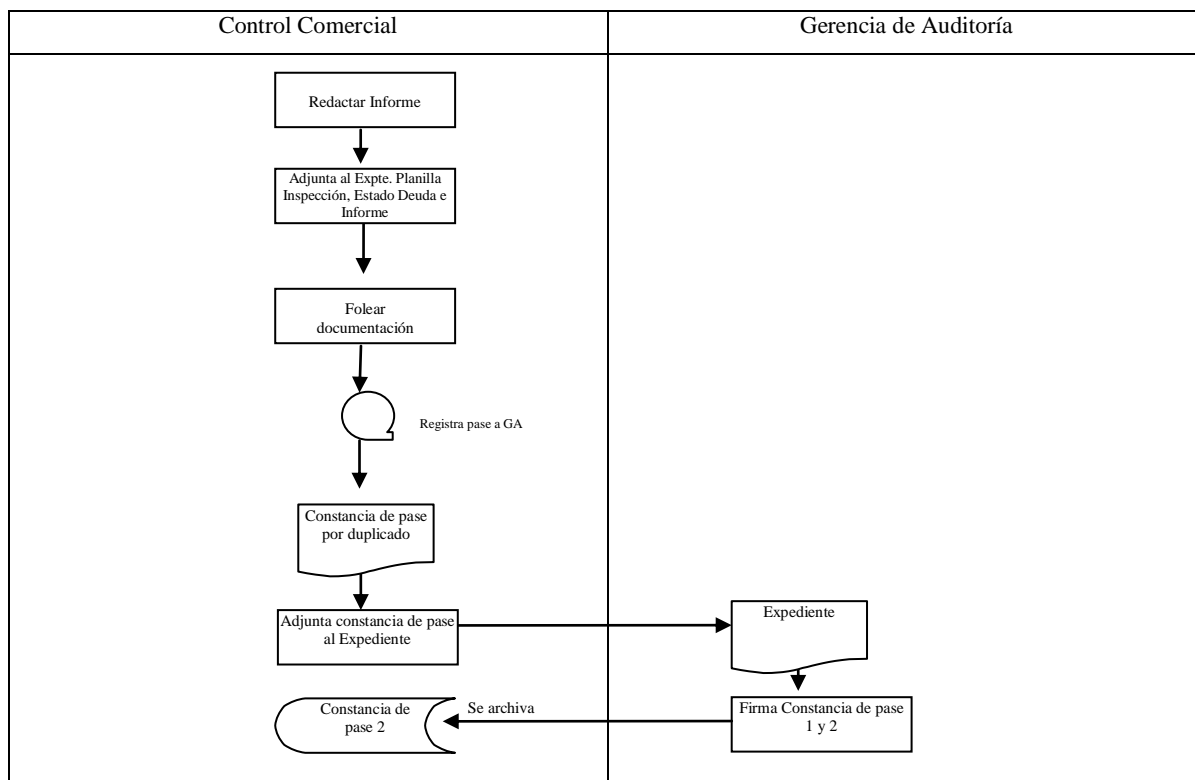 Control Comercial
Gerencia de Auditoría
Redactar Informe
Adjunta al Expte. Planilla
Inspección, Estado Deuda e
Informe
Folear
documentación
Registra pase a GA
Constancia de pase
por duplicado
Adjunta constancia de pase
al Expediente
Expediente
Firma Constancia de pase
1 y 2
Se archiva
Constancia de
pase 2